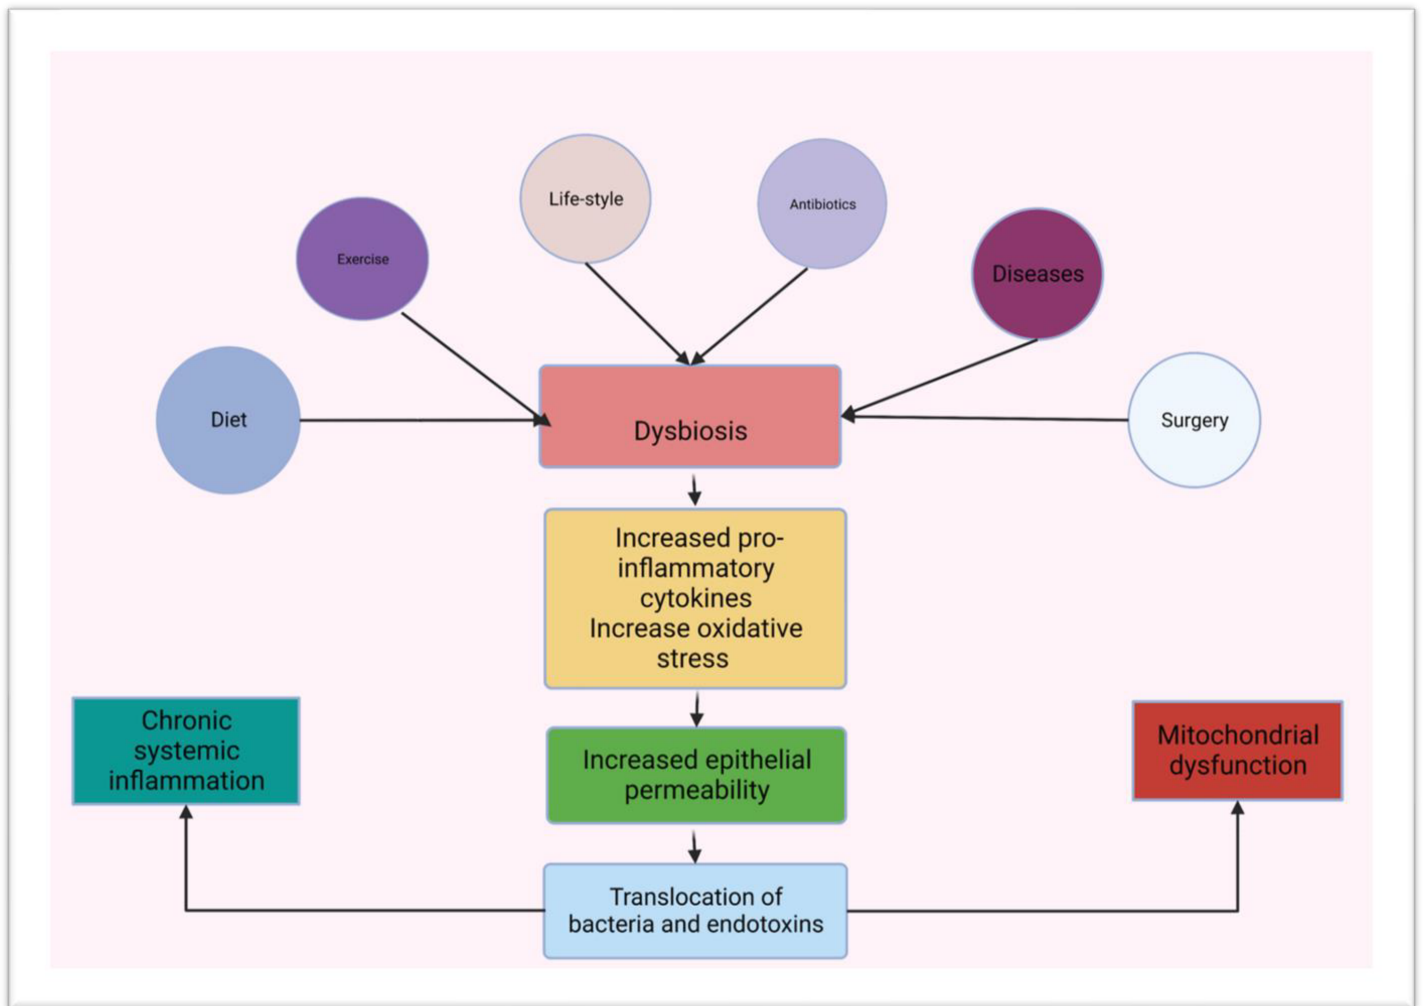 Life-style
Antibiotics
Exercise
Diseases
Diet
Surgery
Dysbiosis
Increased pro-
inflammatory
cytokines
Increase oxidative
stress
Chronic
systemic
inflammation
Increased epithelial
permeability
Mitochondrial
dysfunction
Translocation of
bacteria and endotoxins